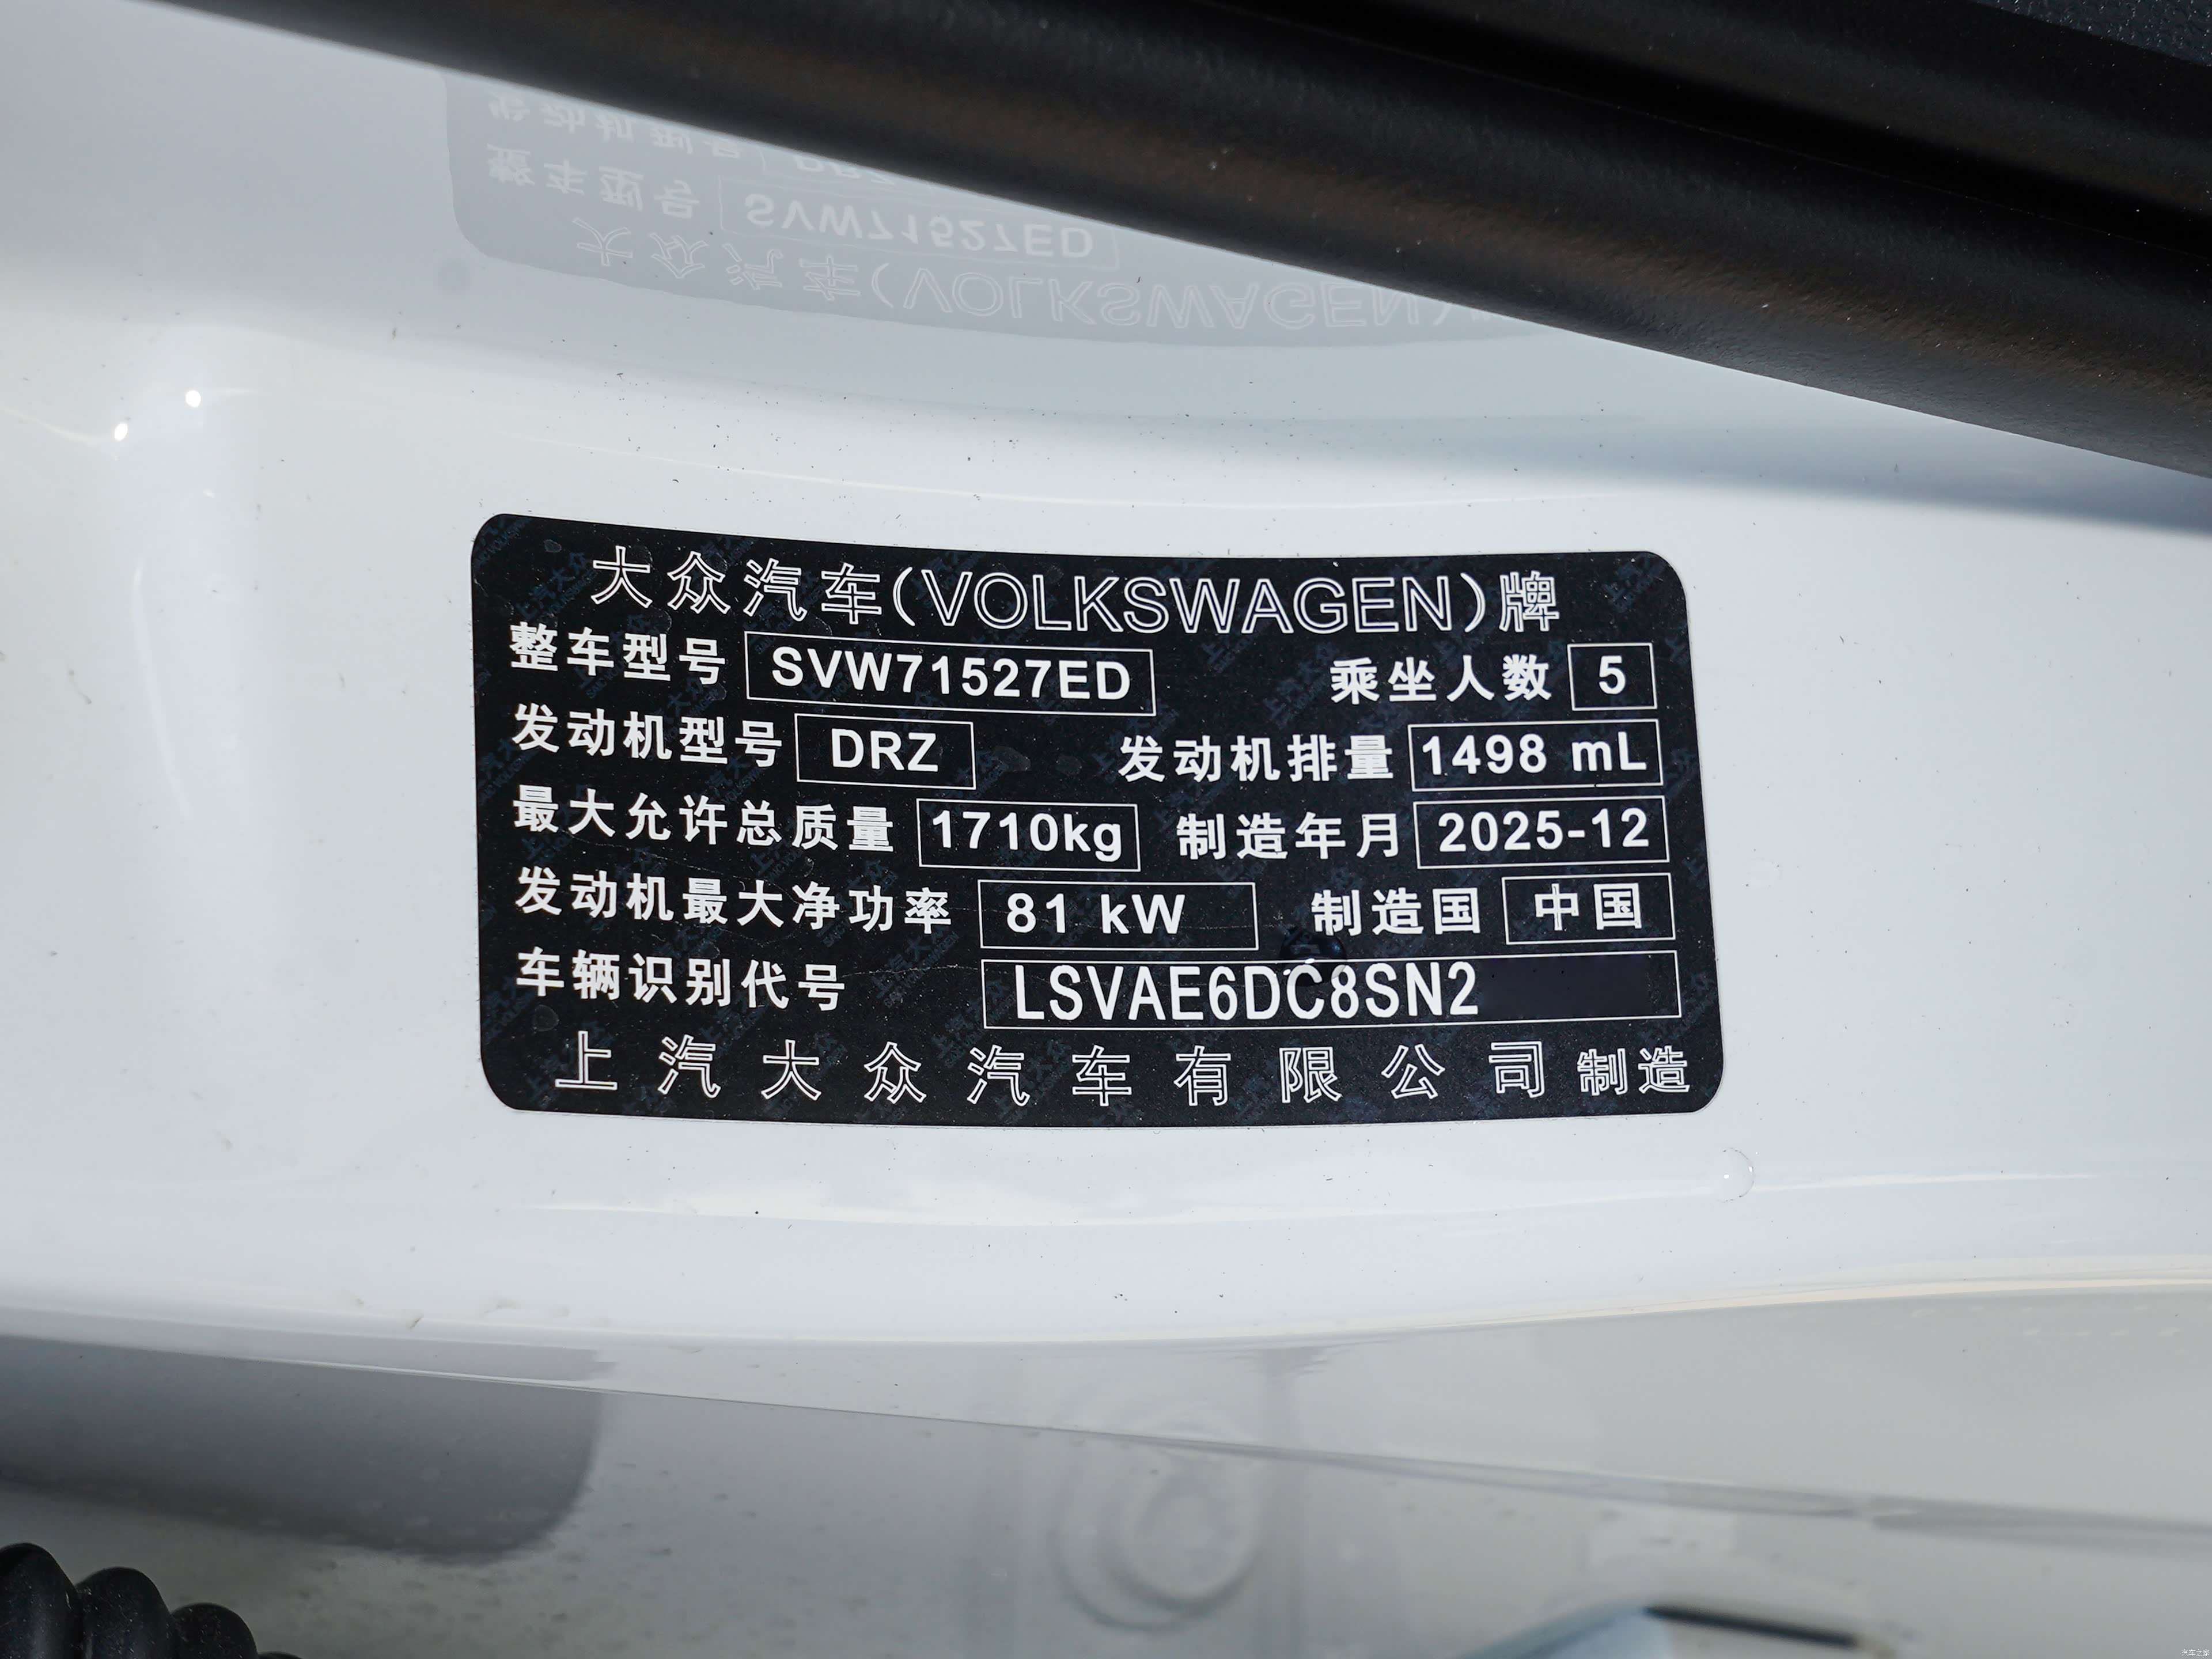 大众汽车(VOLKSWAGEN)牌
整车型号 SVW71527ED 乘坐人数 5
发动机型号 DRZ 发动机排量 1498 mL
最大允许总质量 1710kg 制造年月 2025-12
发动机最大净功率 81 kW 制造国 中国
车辆识别代号 LSVAE6DC8SN2
上汽大众汽车有限公司制造
汽车之家